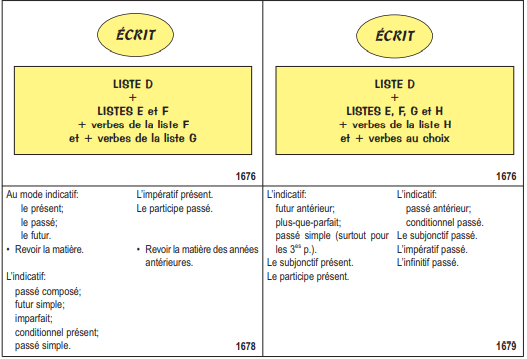 ÉCRIT
LISTE D
+
LISTES E et F
+ verbes de la liste F
et + verbes de la liste G
1676
ÉCRIT
LISTE D
+
LISTES E, F, G et H
+ verbes de la liste H
et + verbes au choix
1676
Au mode indicatif:
le présent;
le passé;
le futur.
• Revoir la matière.
L'indicatif:
passé composé;
futur simple;
imparfait;
conditionnel présent;
passé simple.
L'impératif présent.
Le participe passé.
• Revoir la matière des années
antérieures.
1678
L'indicatif:
futur antérieur;
plus-que-parfait;
passé simple (surtout pour
les 3es p.).
Le subjonctif présent.
Le participe présent.
L'indicatif:
passé antérieur;
conditionnel passé.
Le subjonctif passé.
L'impératif passé.
L'infinitif passé.
1679